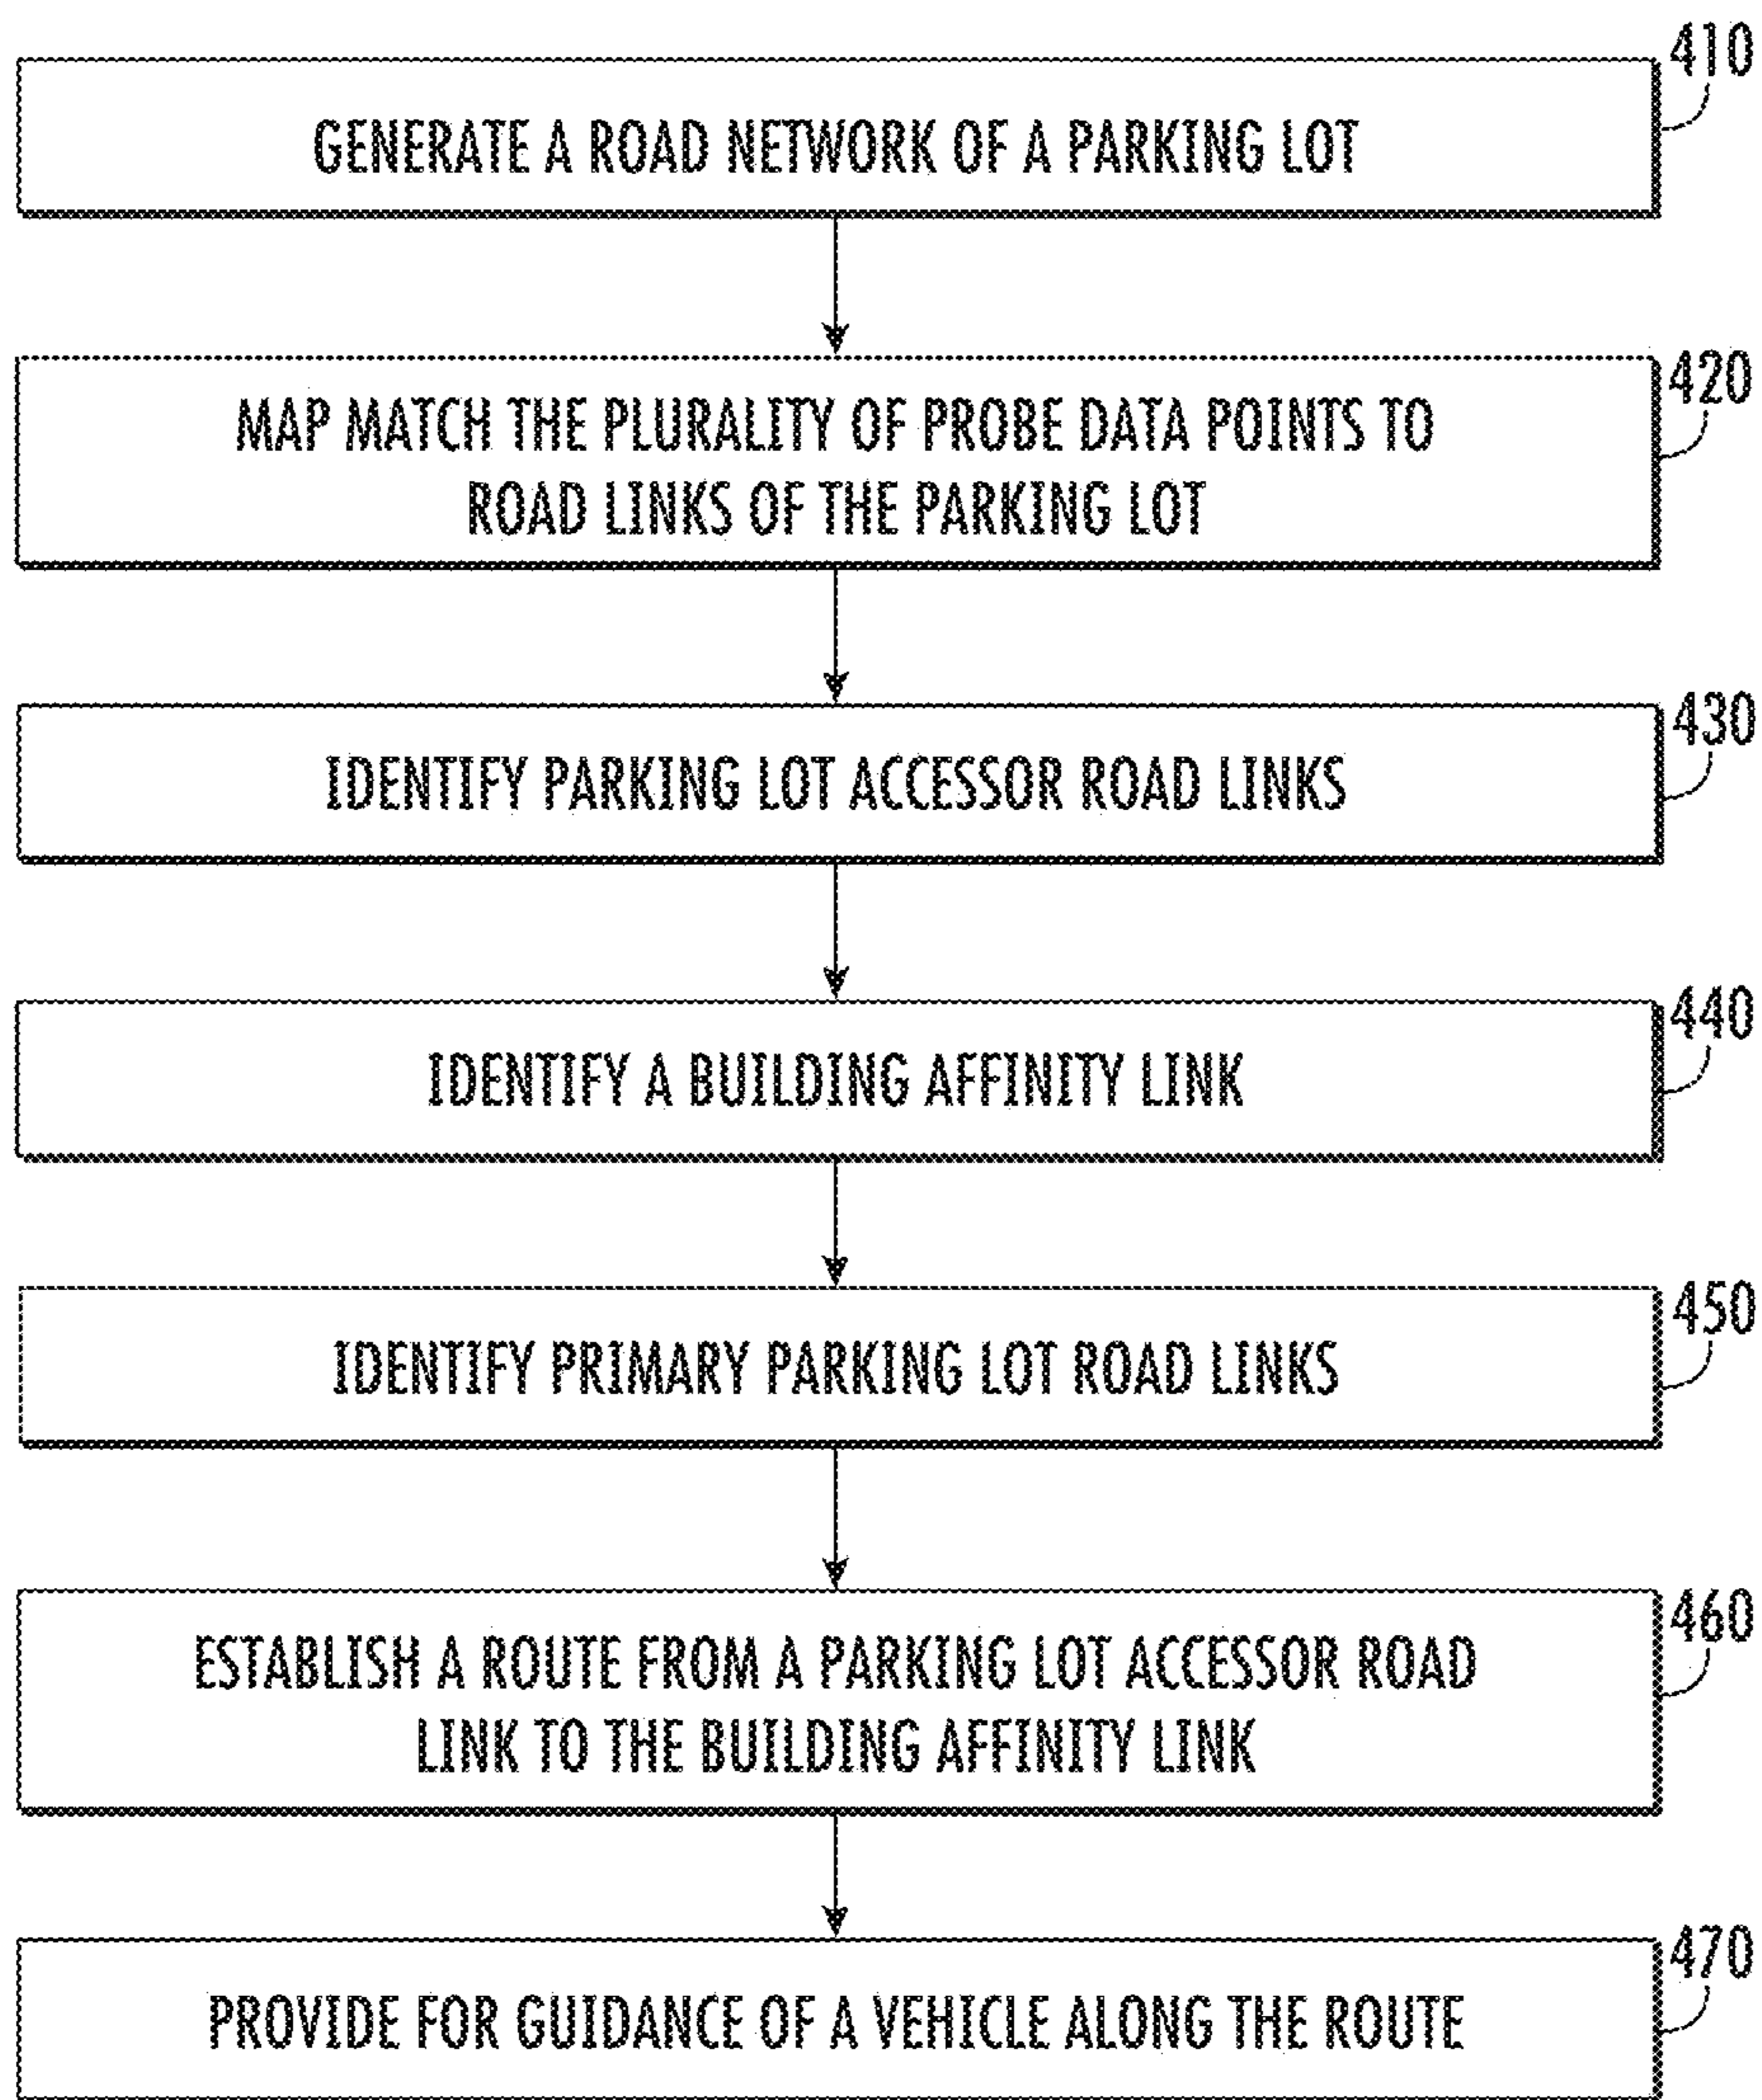 410
GENERATE A ROAD NETWORK OF A PARKING LOT
420
MAP MATCH THE PLURALITY OF PROBE DATA POINTS TO
ROAD LINKS OF THE PARKING LOT
430
IDENTIFY PARKING LOT ACCESSOR ROAD LINKS
440
IDENTIFY A BUILDING AFFINITY LINK
450
IDENTIFY PRIMARY PARKING LOT ROAD LINKS
460
ESTABLISH A ROUTE FROM A PARKING LOT ACCESSOR ROAD
LINK TO THE BUILDING AFFINITY LINK
470
PROVIDE FOR GUIDANCE OF A VEHICLE ALONG THE ROUTE